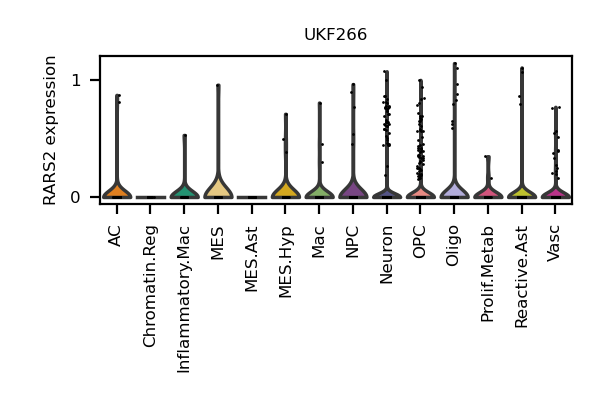 UKF266
RARS2 expression
1
0
AC
Chromatin.Reg
Inflammatory.Mac
MES
MES.Ast
MES.Hyp
Mac
NPC
Neuron
OPC
Oligo
Prolif.Metab
Reactive.Ast
Vasc